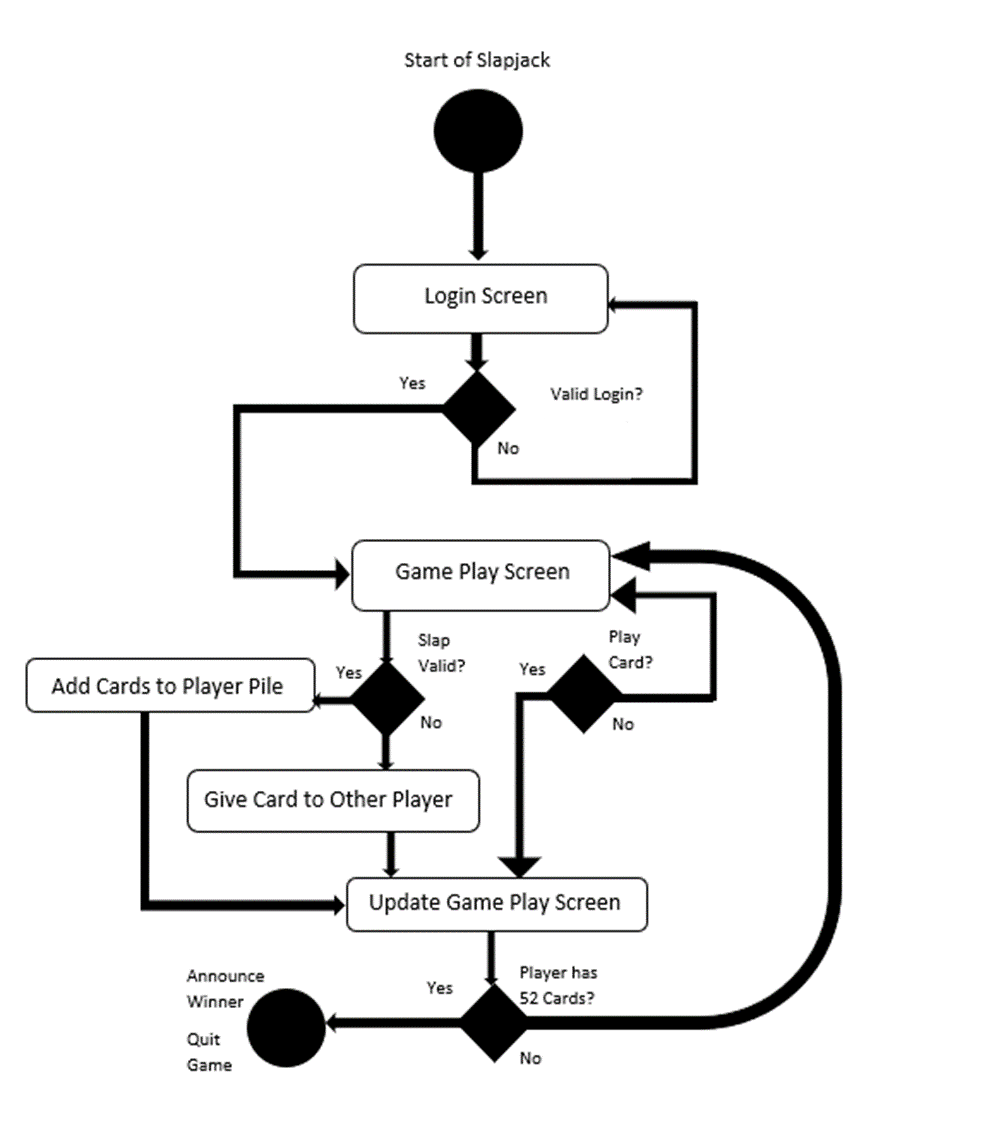 Start of Slapjack
Login Screen
Yes
Valid Login?
No
Game Play Screen
Slap
Valid?
Yes
No
Play
Card?
Yes
No
Add Cards to Player Pile
Give Card to Other Player
Update Game Play Screen
Player has
52 Cards?
Yes
No
Announce
Winner
Quit
Game